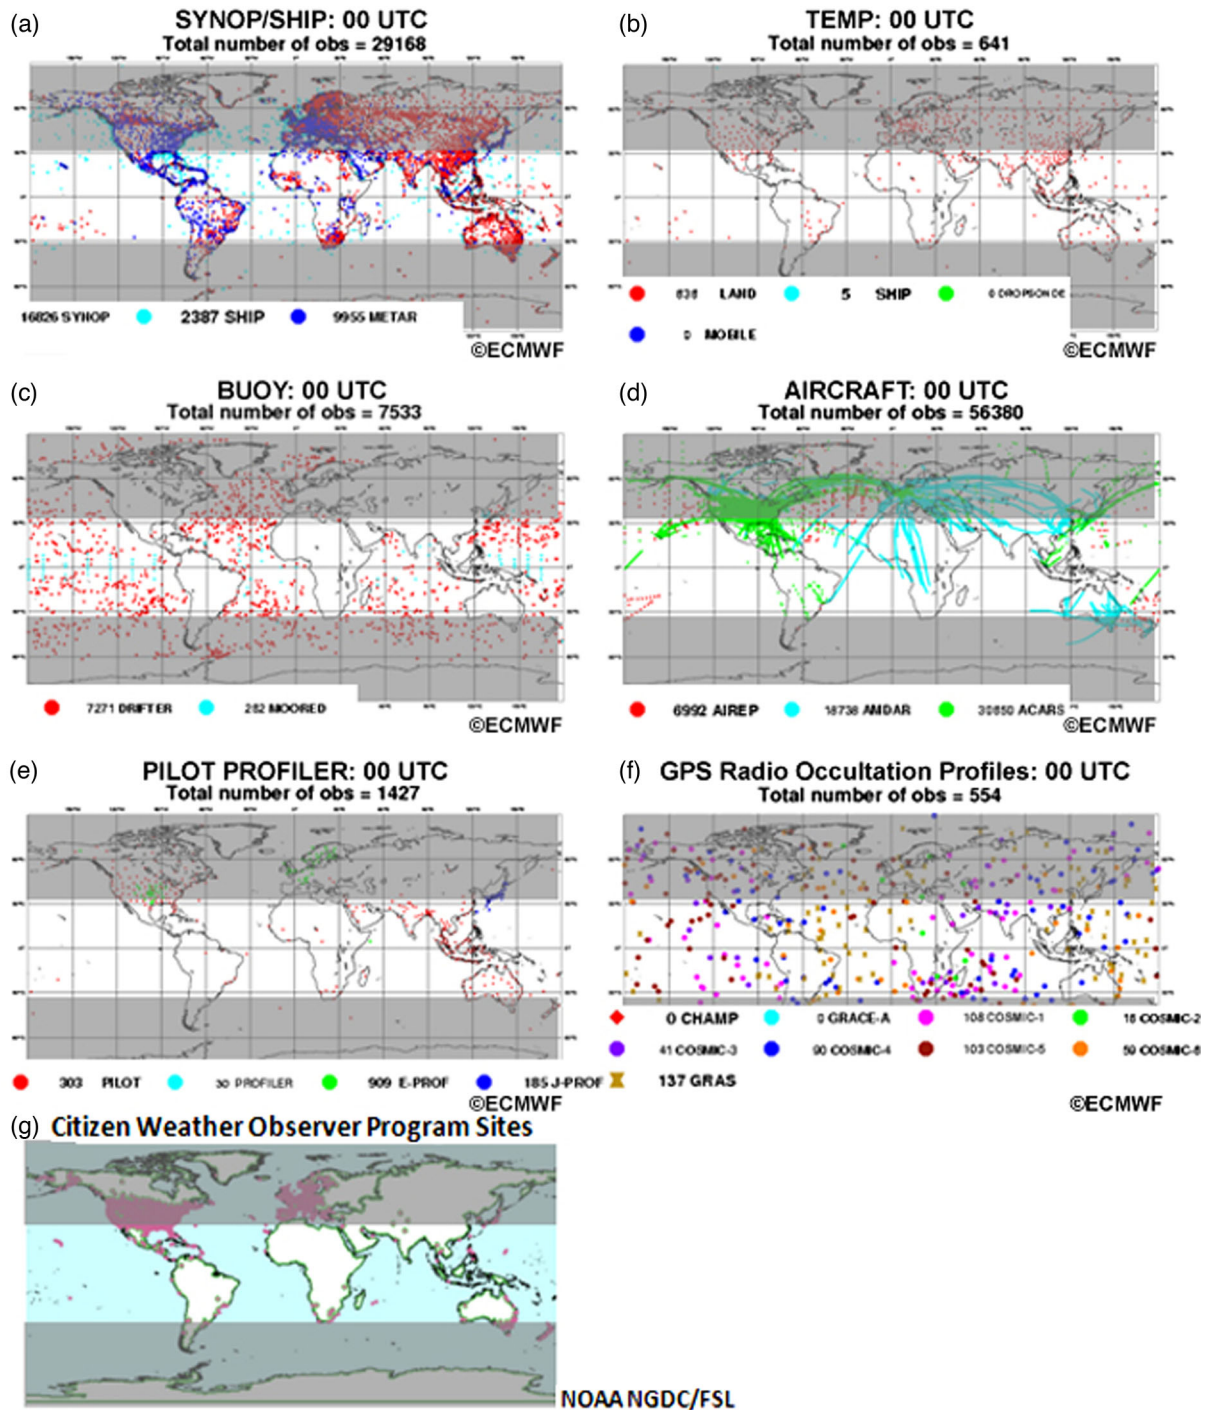 (a) SYNOP/SHIP: 00 UTC
Total number of obs = 29168
16826 SYNOP 2387 SHIP 9955 METAR
©ECMWF
(b) TEMP: 00 UTC
Total number of obs = 641
636 LAND 5 SHIP 0 DROPSONDE
0 MOBILE
©ECMWF
(c) BUOY: 00 UTC
Total number of obs = 7533
7271 DRIFTER 262 MOORED
©ECMWF
(d) AIRCRAFT: 00 UTC
Total number of obs = 56380
6992 AIREP 18738 AMDAR 30650 ACARS
©ECMWF
(e) PILOT PROFILER: 00 UTC
Total number of obs = 1427
303 PILOT 30 PROFILER 909 E-PROF 185 J-PROF
©ECMWF
(f) GPS Radio Occultation Profiles: 00 UTC
Total number of obs = 554
0 CHAMP 0 GRACE-A 108 COSMIC-1 16 COSMIC-2
41 COSMIC-3 90 COSMIC-4 103 COSMIC-5 59 COSMIC-6
137 GRAS
©ECMWF
(g) Citizen Weather Observer Program Sites
NOAA NGDC/FSL